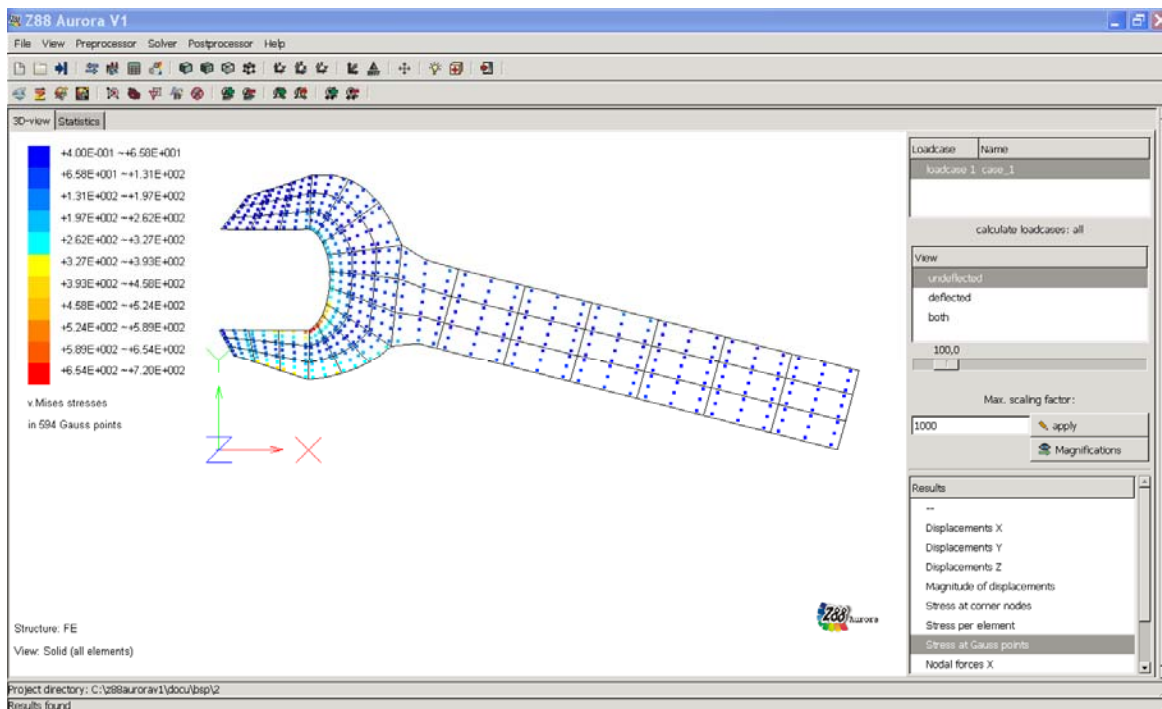 Z88 Aurora V1
File View Preprocessor Solver Postprocessor Help
3D-view Statistics
+4.00E-001 ~+6.58E+001
+6.58E+001 ~+1.31E+002
+1.31E+002 ~+1.97E+002
+1.97E+002 ~+2.62E+002
+2.62E+002 ~+3.27E+002
+3.27E+002 ~+3.93E+002
+3.93E+002 ~+4.58E+002
+4.58E+002 ~+5.24E+002
+5.24E+002 ~+5.89E+002
+5.89E+002 ~+6.54E+002
+6.54E+002 ~+7.20E+002
v.Mises stresses
in 594 Gauss points
Y
Z X
Z88 Aurora
Structure: FE
View: Solid (all elements)
Loadcase Name
loadcase 1 case_1
calculate loadcases: all
View
undeflected
deflected
both
100,0
Max. scaling factor:
1000 apply
Magnifications
Results
--
Displacements X
Displacements Y
Displacements Z
Magnitude of displacements
Stress at corner nodes
Stress per element
Stress at Gauss points
Nodal forces X
Project directory: C:\z88aurorav1\docu\bsp\2
Results found